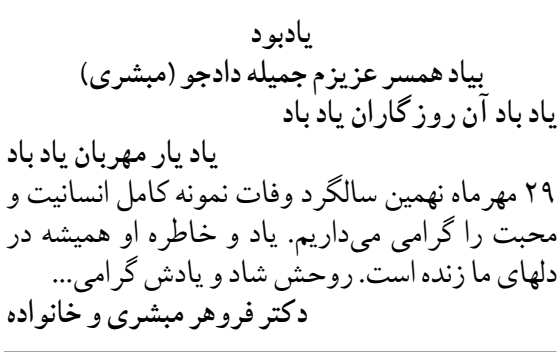 یادبود
بیاد همسر عزیزم جمیله دادجو (مبشری)
یاد باد آن روزگاران یاد باد
یاد یار مهربان یاد باد
۲۹ مهرماه نهمین سالگرد وفات نمونه کامل انسانیت و
محبت را گرامی می‌داریم. یاد و خاطره او همیشه در
دلهای ما زنده است. روحش شاد و یادش گرامی...
دکتر فروهر مبشری و خانواده